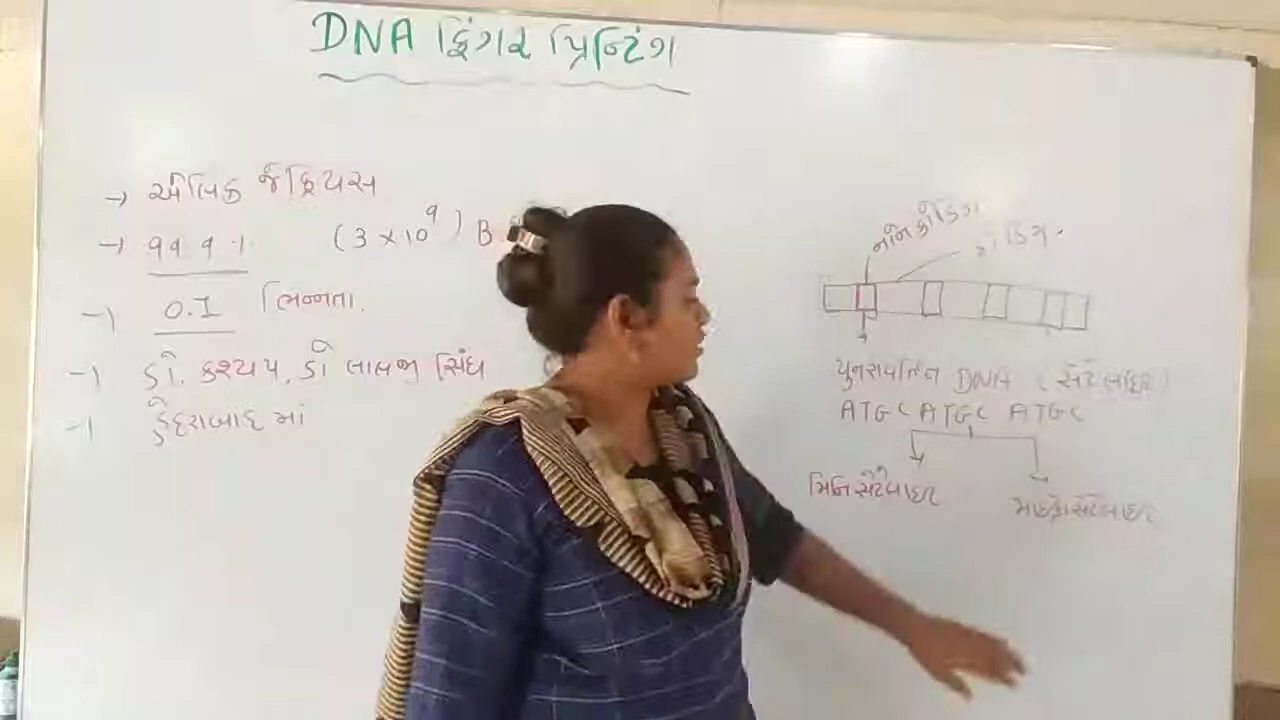 DNA ફિંગર પ્રિન્ટિંગ
→ એલિક જેફ્રિયસ
→ 99.9 %. (3 × 10⁹) B
→ 0.1 ભિન્નતા.
→ ડૉ. કશ્યપ, ડૉ લાલજી સિંઘ
→ હૈદરાબાદ માં
નોન કોડિંગ
કોડિંગ
પુનરાવર્તિત DNA (સેટેલાઇટ)
ATGC ATGC ATGC
મિનિસેટેલાઇટ
માઇક્રોસેટેલાઇટ